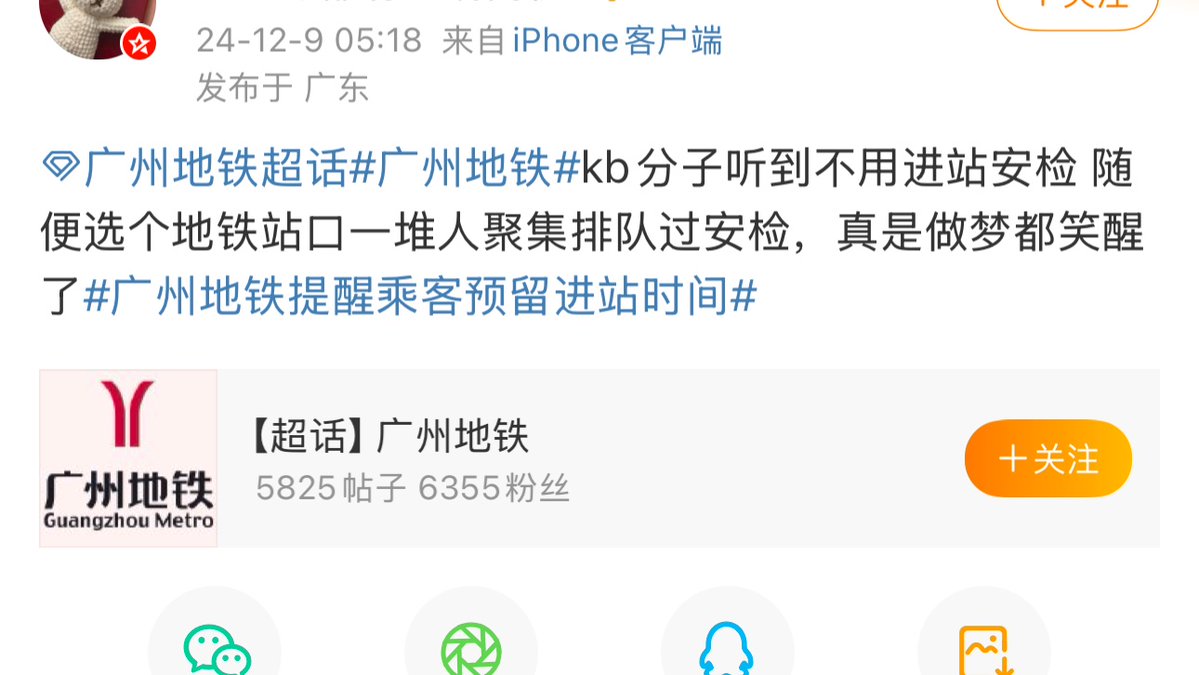 24-12-9 05:18 来自 iPhone客户端
发布于 广东
广州地铁超话#广州地铁#kb分子听到不用进站安检 随
便选个地铁站口一堆人聚集排队过安检，真是做梦都笑醒
了#广州地铁提醒乘客预留进站时间#
广州地铁
Guangzhou Metro
【超话】广州地铁
5825帖子 6355粉丝
＋关注